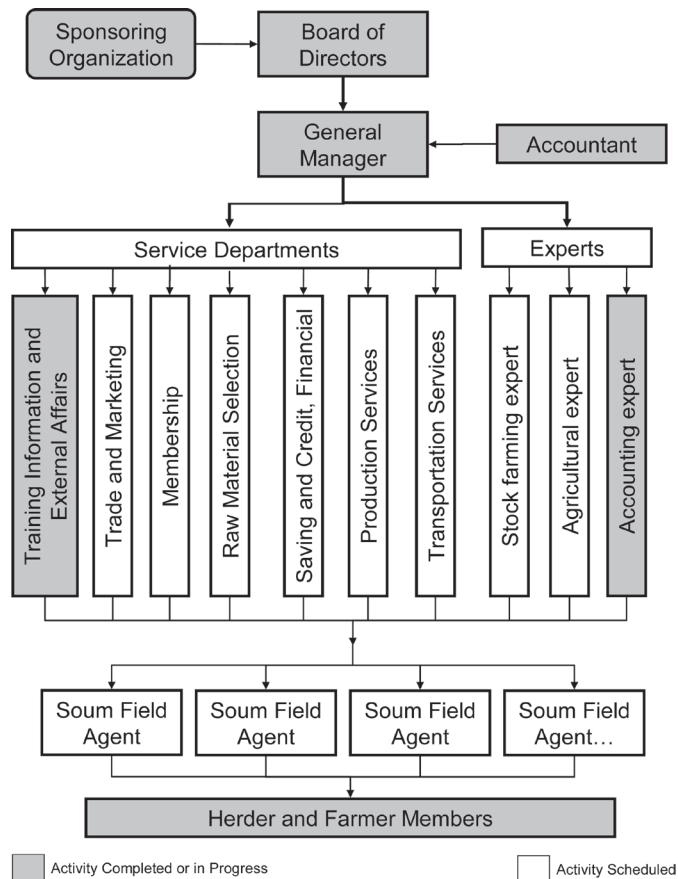 Sponsoring
Organization
Board of
Directors
General
Manager
Accountant
Service Departments
Experts
Training Information and
External Affairs
Trade and Marketing
Membership
Raw Material Selection
Saving and Credit, Financial
Production Services
Transportation Services
Stock farming expert
Agricultural expert
Accounting expert
Soum Field
Agent
Soum Field
Agent
Soum Field
Agent
Soum Field
Agent…
Herder and Farmer Members
Activity Completed or in Progress
Activity Scheduled